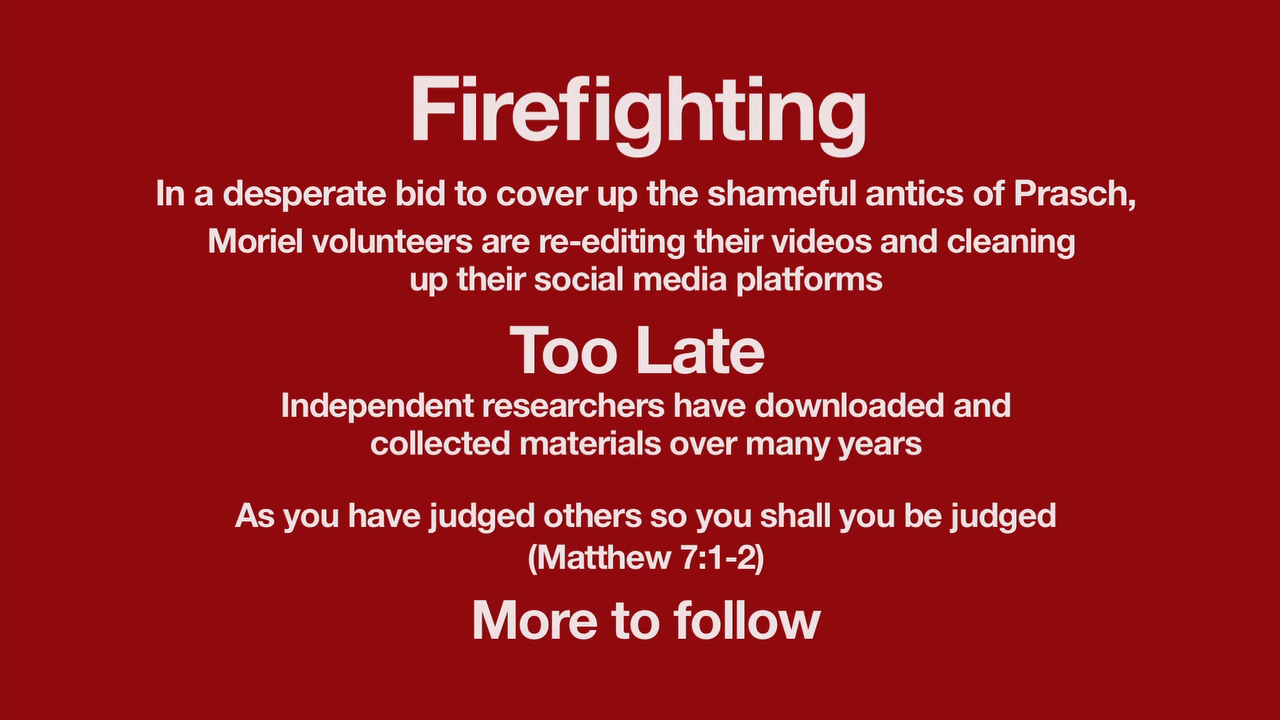 Firefighting
In a desperate bid to cover up the shameful antics of Prasch,
Moriel volunteers are re-editing their videos and cleaning
up their social media platforms
Too Late
Independent researchers have downloaded and
collected materials over many years
As you have judged others so you shall you be judged
(Matthew 7:1-2)
More to follow